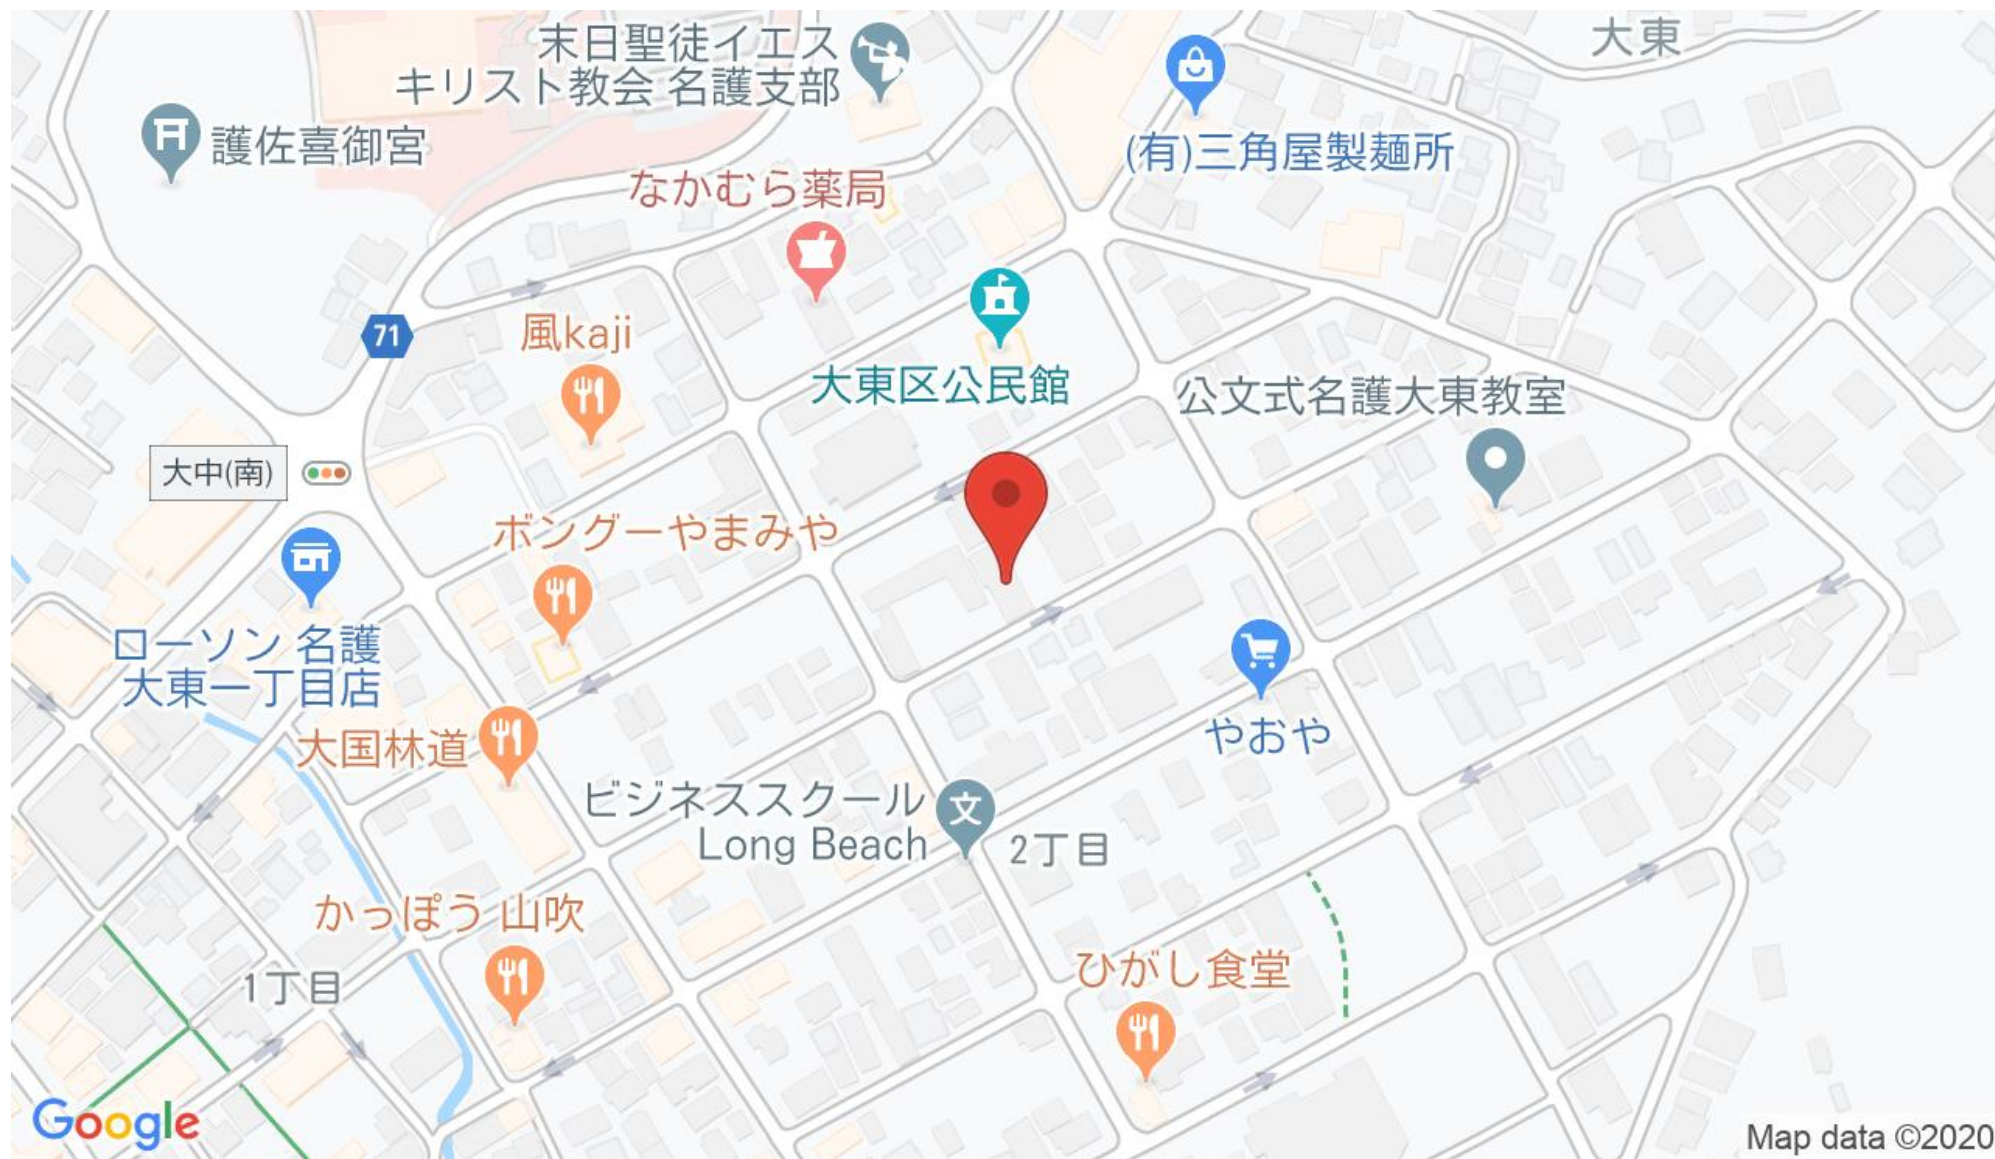 大東
末日聖徒イエス
キリスト教会 名護支部
護佐喜御宮
(有)三角屋製麺所
なかむら薬局
71
風kaji
大東区公民館
公文式名護大東教室
大中(南)
ボングーやまみや
ローソン 名護
大東一丁目店
大国林道
やおや
ビジネススクール
Long Beach
文
2丁目
かっぽう 山吹
1丁目
ひがし食堂
Google
Map data ©2020